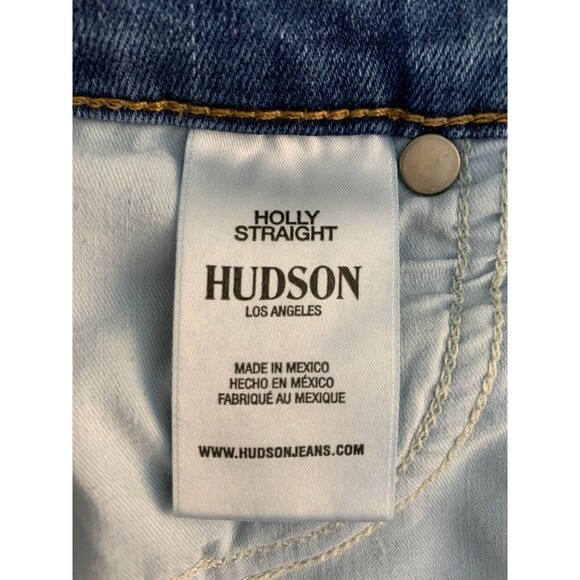 HOLLY
STRAIGHT
HUDSON
LOS ANGELES
MADE IN MEXICO
HECHO EN MÉXICO
FABRIQUÉ AU MEXIQUE
WWW.HUDSONJEANS.COM